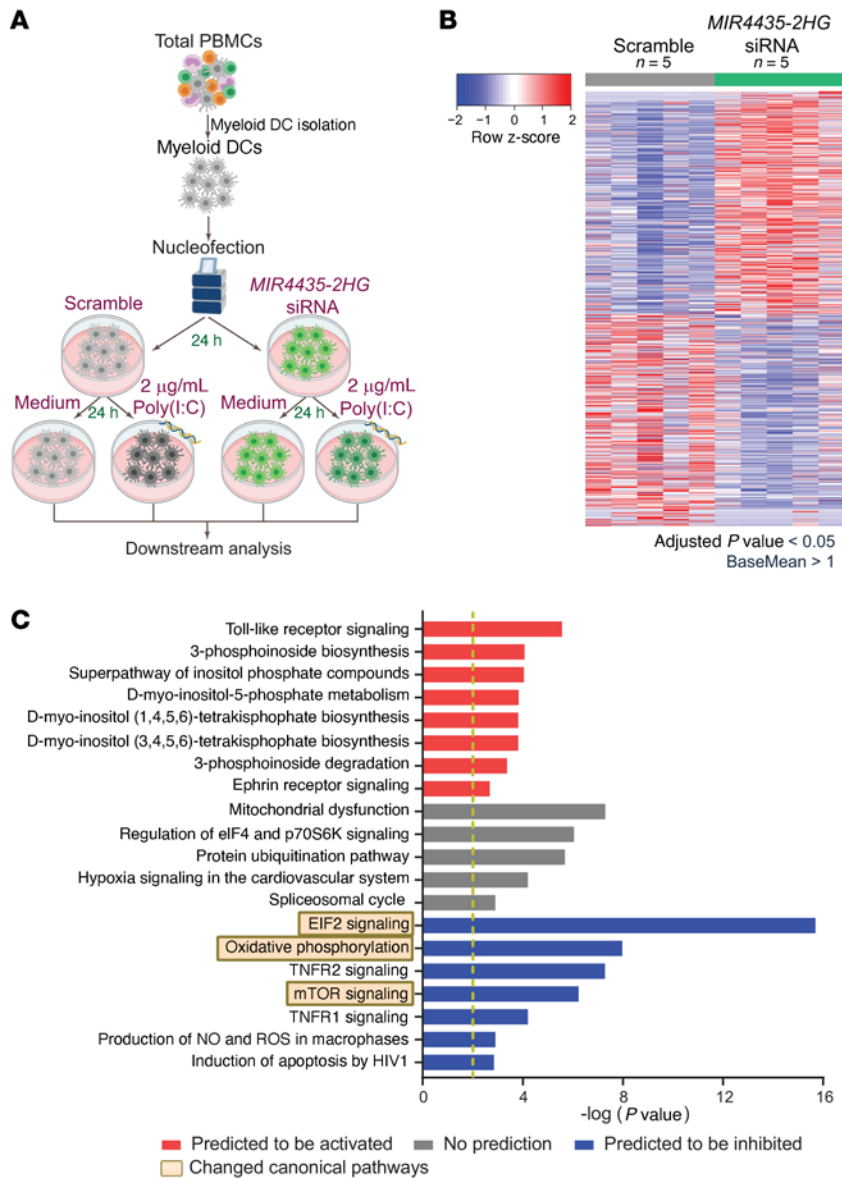 A
Total PBMCs
Myeloid DC isolation
Myeloid DCs
Nucleofection
Scramble
MIR4435-2HG
siRNA
24 h
Medium
2 μg/mL
Poly(I:C)
24 h
Medium
2 μg/mL
Poly(I:C)
24 h
Downstream analysis
B
MIR4435-2HG
Scramble
siRNA
n = 5
n = 5
−2 −1 0 1 2
Row z-score
Adjusted P value < 0.05
BaseMean > 1
C
Toll-like receptor signaling
3-phosphoinoside biosynthesis
Superpathway of inositol phosphate compounds
D-myo-inositol-5-phosphate metabolism
D-myo-inositol (1,4,5,6)-tetrakisphophate biosynthesis
D-myo-inositol (3,4,5,6)-tetrakisphophate biosynthesis
3-phosphoinoside degradation
Ephrin receptor signaling
Mitochondrial dysfunction
Regulation of eIF4 and p70S6K signaling
Protein ubiquitination pathway
Hypoxia signaling in the cardiovascular system
Spliceosomal cycle
EIF2 signaling
Oxidative phosphorylation
TNFR2 signaling
mTOR signaling
TNFR1 signaling
Production of NO and ROS in macrophases
Induction of apoptosis by HIV1
0 4 8 12 16
-log (P value)
Predicted to be activated
No prediction
Predicted to be inhibited
Changed canonical pathways